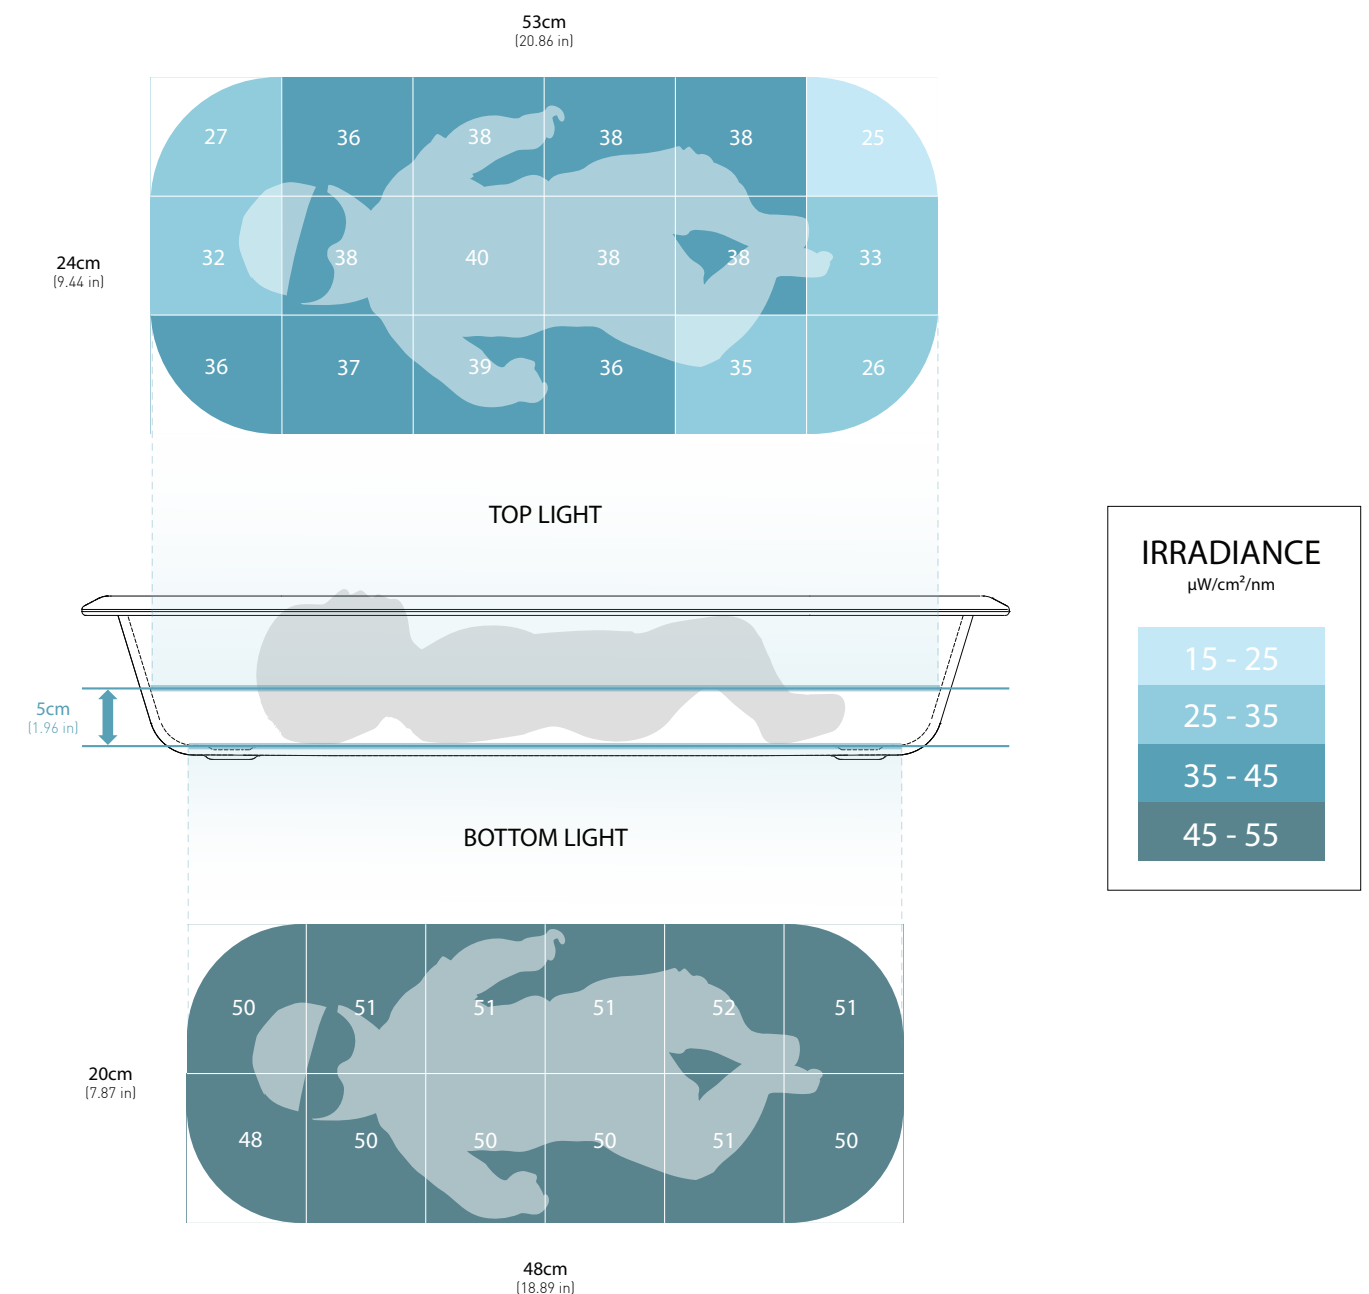 53cm
(20.86 in)
27 36 38 38 38 25
24cm
(9.44 in)
32 38 40 38 38 33
36 37 39 36 35 26
TOP LIGHT
IRRADIANCE
µW/cm²/nm
15 - 25
25 - 35
35 - 45
45 - 55
5cm
(1.96 in)
BOTTOM LIGHT
50 51 51 51 52 51
20cm
(7.87 in)
48 50 50 50 51 50
48cm
(18.89 in)